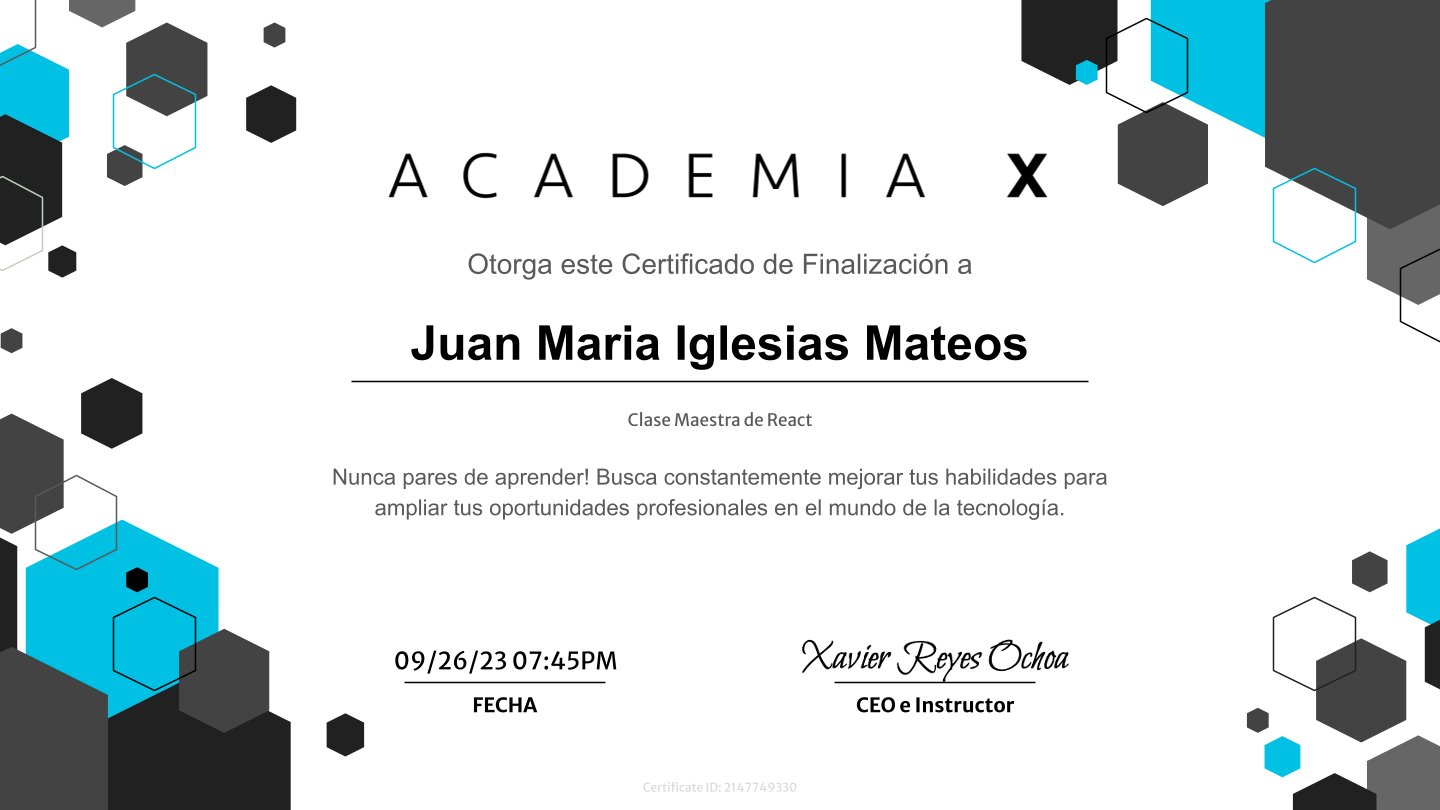 ACADEMIA X
Otorga este Certificado de Finalización a
Juan Maria Iglesias Mateos
Clase Maestra de React
Nunca pares de aprender! Busca constantemente mejorar tus habilidades para
ampliar tus oportunidades profesionales en el mundo de la tecnología.
09/26/23 07:45PM
Xavier Reyes Ochoa
FECHA
CEO e Instructor
Certificate ID: 2147749330